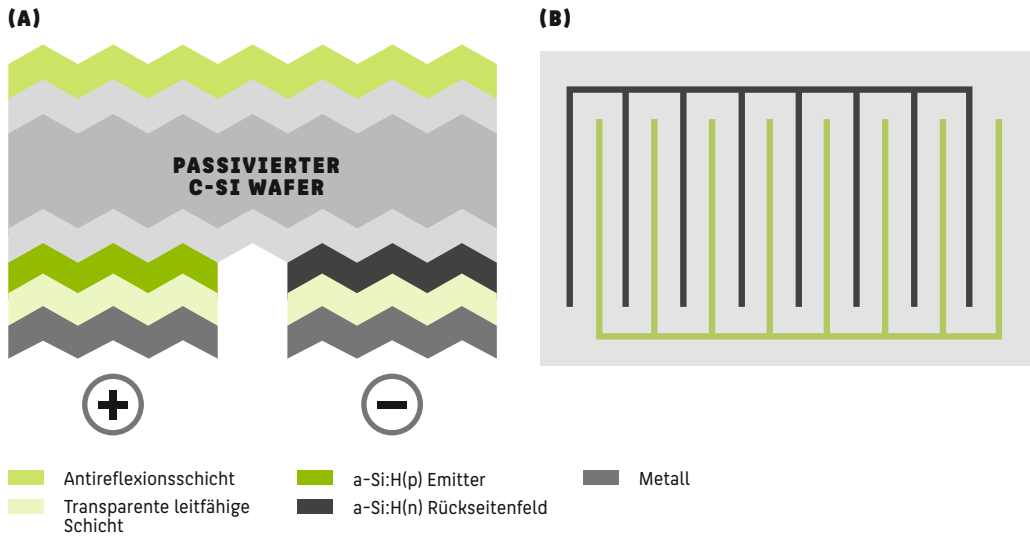 (A)
(B)
PASSIVIERTER
C-SI WAFER
+
−
Antireflexionsschicht
Transparente leitfähige
Schicht
a-Si:H(p) Emitter
a-Si:H(n) Rückseitenfeld
Metall